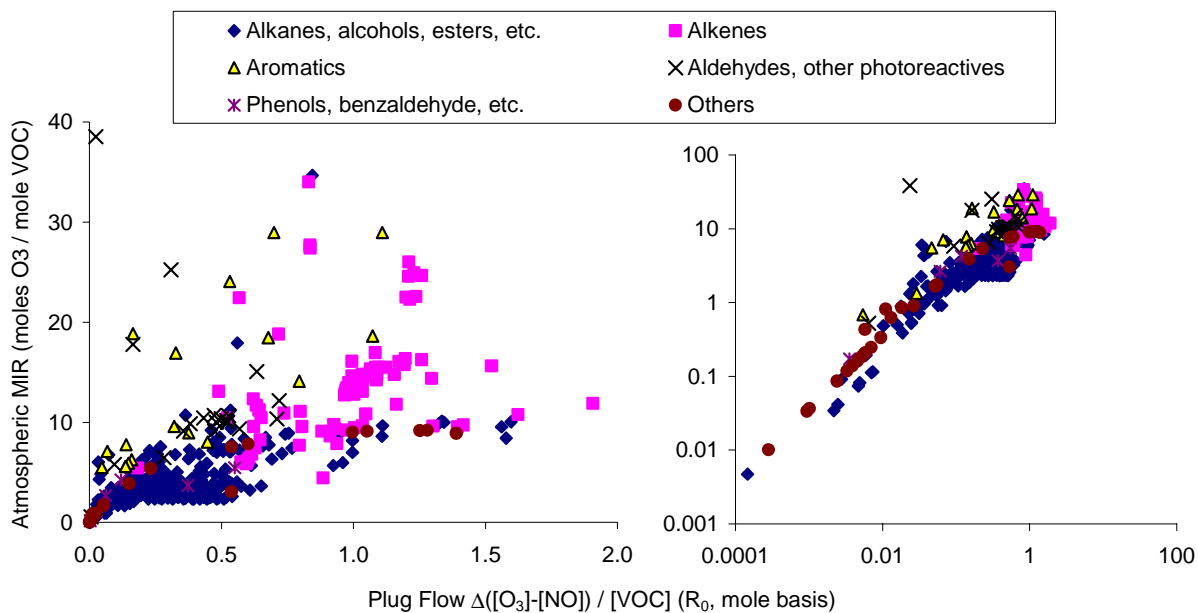 Alkanes, alcohols, esters, etc.
Alkenes
Aromatics
Aldehydes, other photoreactives
Phenols, benzaldehyde, etc.
Others
Atmospheric MIR (moles O3 / mole VOC)
40
30
20
10
0
0.0 0.5 1.0 1.5 2.0
100
10
1
0.1
0.01
0.001
0.0001 0.01 1 100
Plug Flow Δ([O₃]-[NO]) / [VOC] (R₀, mole basis)